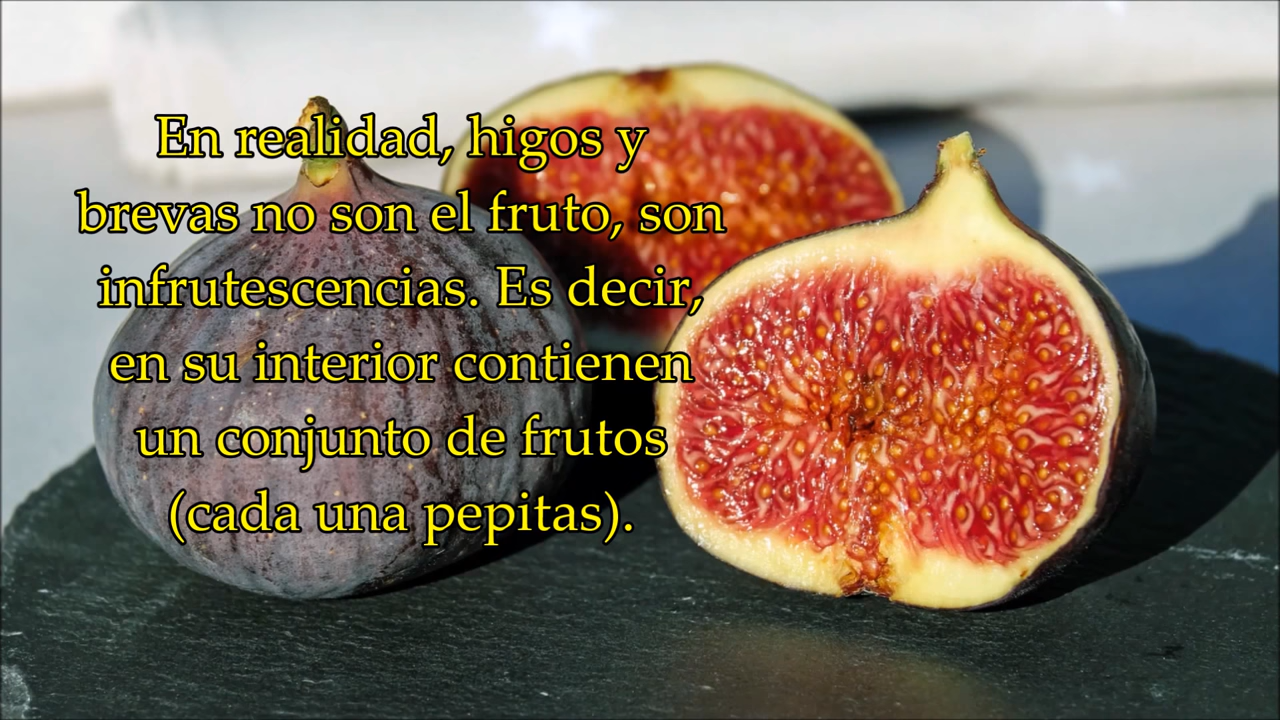 En realidad, higos y
brevas no son el fruto, son
infrutescencias. Es decir,
en su interior contienen
un conjunto de frutos
(cada una pepitas).